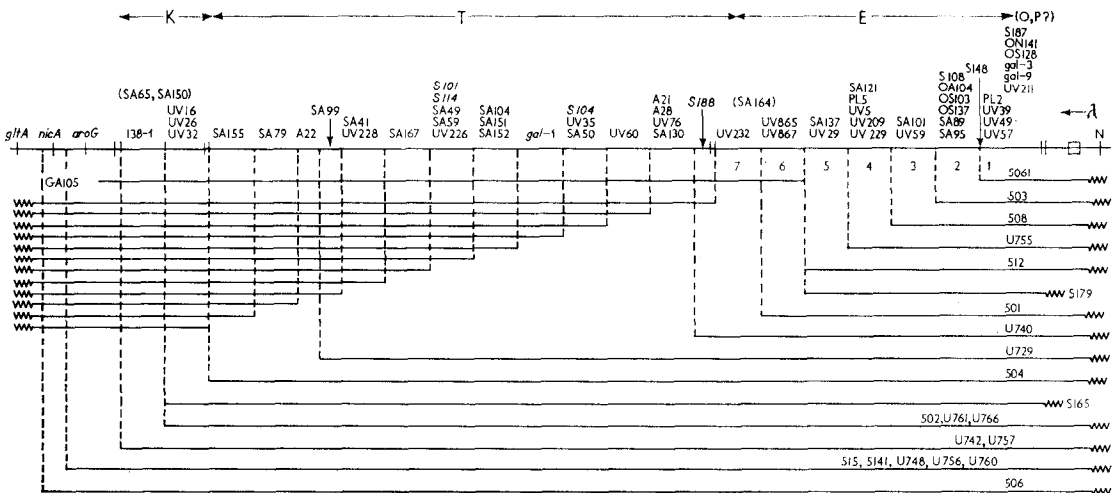 K T E (O,P?)
S187
ON141
OS128
gal-3
gal-9
UV211
S148
(SA65, SA150)
UV16
UV26
UV32
SA99
SA41
UV228
S101
S114
SA49
SA59
UV226
SA104
SA151
SA152
S104
UV35
SA50
A21
A28
UV76
SA130
S188
(SA164)
UV865
UV867
SA137
UV29
SA121
PL5
UV5
UV209
UV229
SA101
UV59
S108
OA104
OS103
OS137
SA89
SA95
PL2
UV39
UV49
UV57
λ
gltA nicA aroG 138-1 SA155 SA79 A22 SA167 gal-1 UV60 UV232 N
7 6 5 4 3 2 1
GA105
5061
503
508
U755
512
S179
501
U740
U729
504
S165
502,U761,U766
U742, U757
515, 5141, U748, U756, U760
506